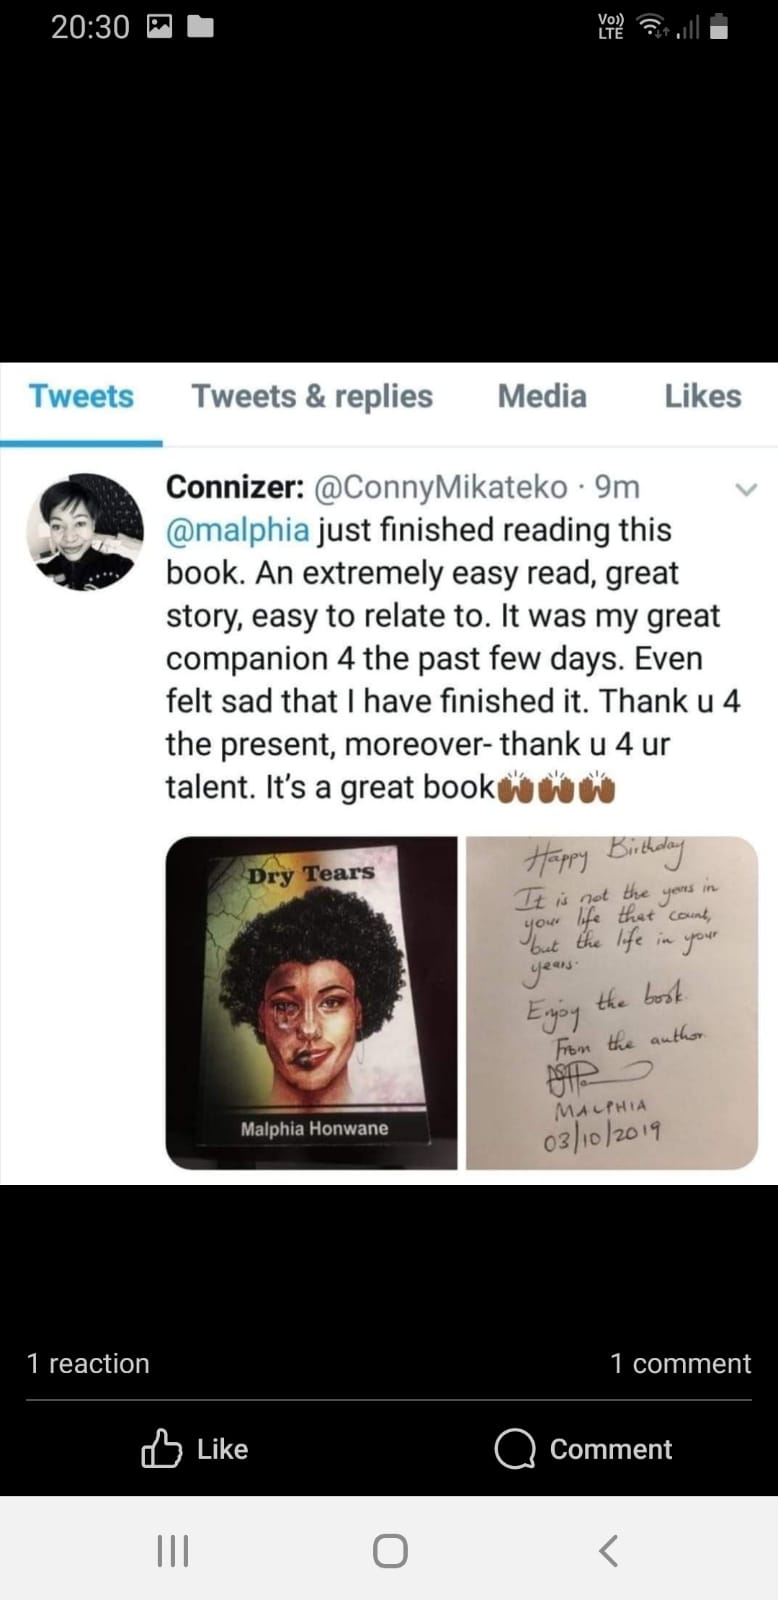 20:30
Vo))
LTE
Tweets Tweets & replies Media Likes
Connizer: @ConnyMikateko · 9m
@malphia just finished reading this
book. An extremely easy read, great
story, easy to relate to. It was my great
companion 4 the past few days. Even
felt sad that I have finished it. Thank u 4
the present, moreover- thank u 4 ur
talent. It's a great book🙌🏾🙌🏾🙌🏾
Dry Tears
Malphia Honwane
Happy Birthday
It is not the years in
your life that count,
but the life in your
years.
Enjoy the book.
From the author
MALPHIA
03/10/2019
1 reaction 1 comment
Like Comment